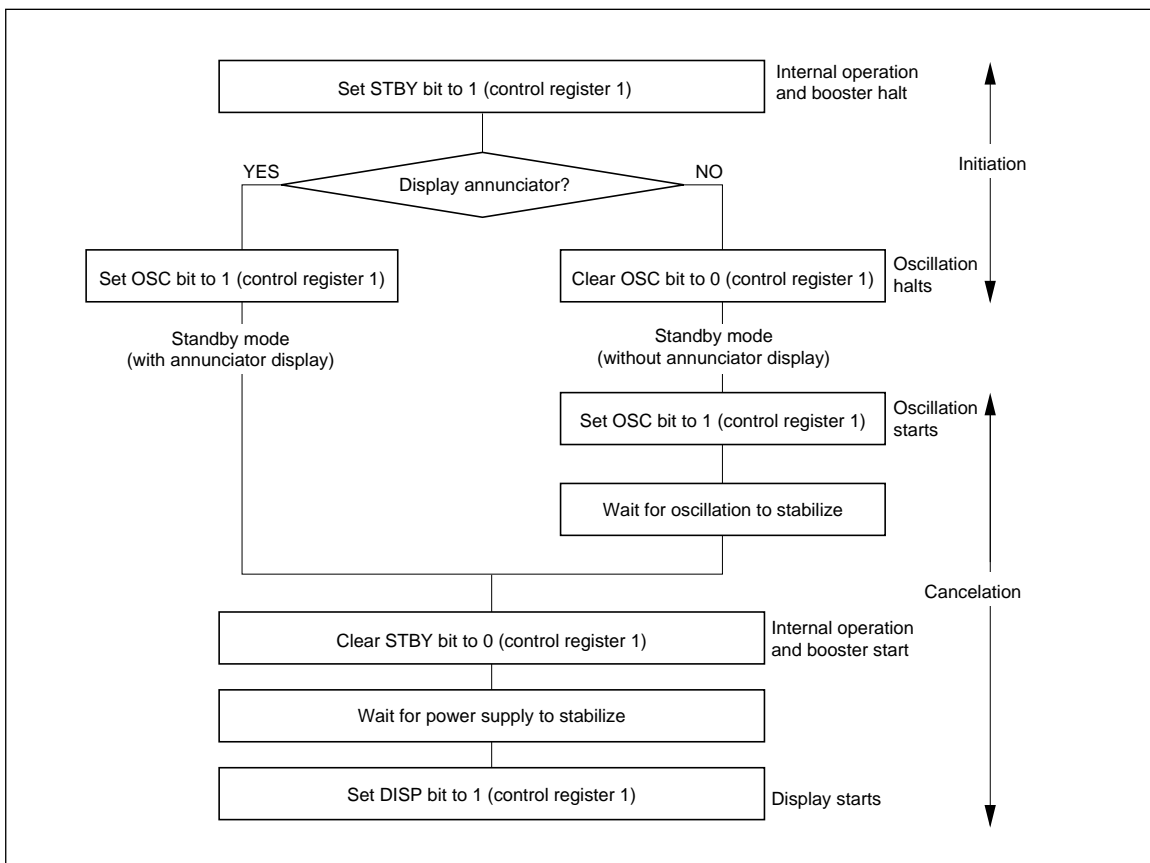 Set STBY bit to 1 (control register 1)
Internal operation
and booster halt
YES
Display annunciator?
NO
Initiation
Set OSC bit to 1 (control register 1)
Clear OSC bit to 0 (control register 1)
Oscillation
halts
Standby mode
(with annunciator display)
Standby mode
(without annunciator display)
Set OSC bit to 1 (control register 1)
Oscillation
starts
Wait for oscillation to stabilize
Cancelation
Clear STBY bit to 0 (control register 1)
Internal operation
and booster start
Wait for power supply to stabilize
Set DISP bit to 1 (control register 1)
Display starts